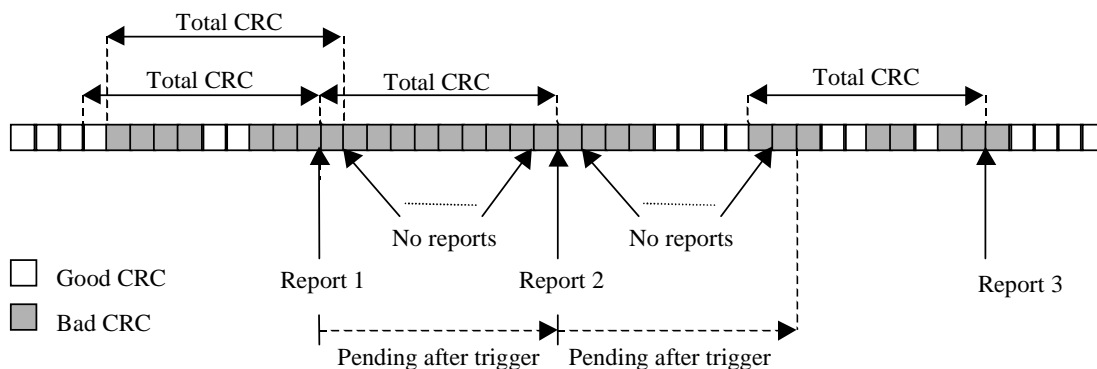 Total CRC
Total CRC
Total CRC
Total CRC
No reports
No reports
Good CRC
Report 1
Report 2
Report 3
Bad CRC
Pending after trigger
Pending after trigger